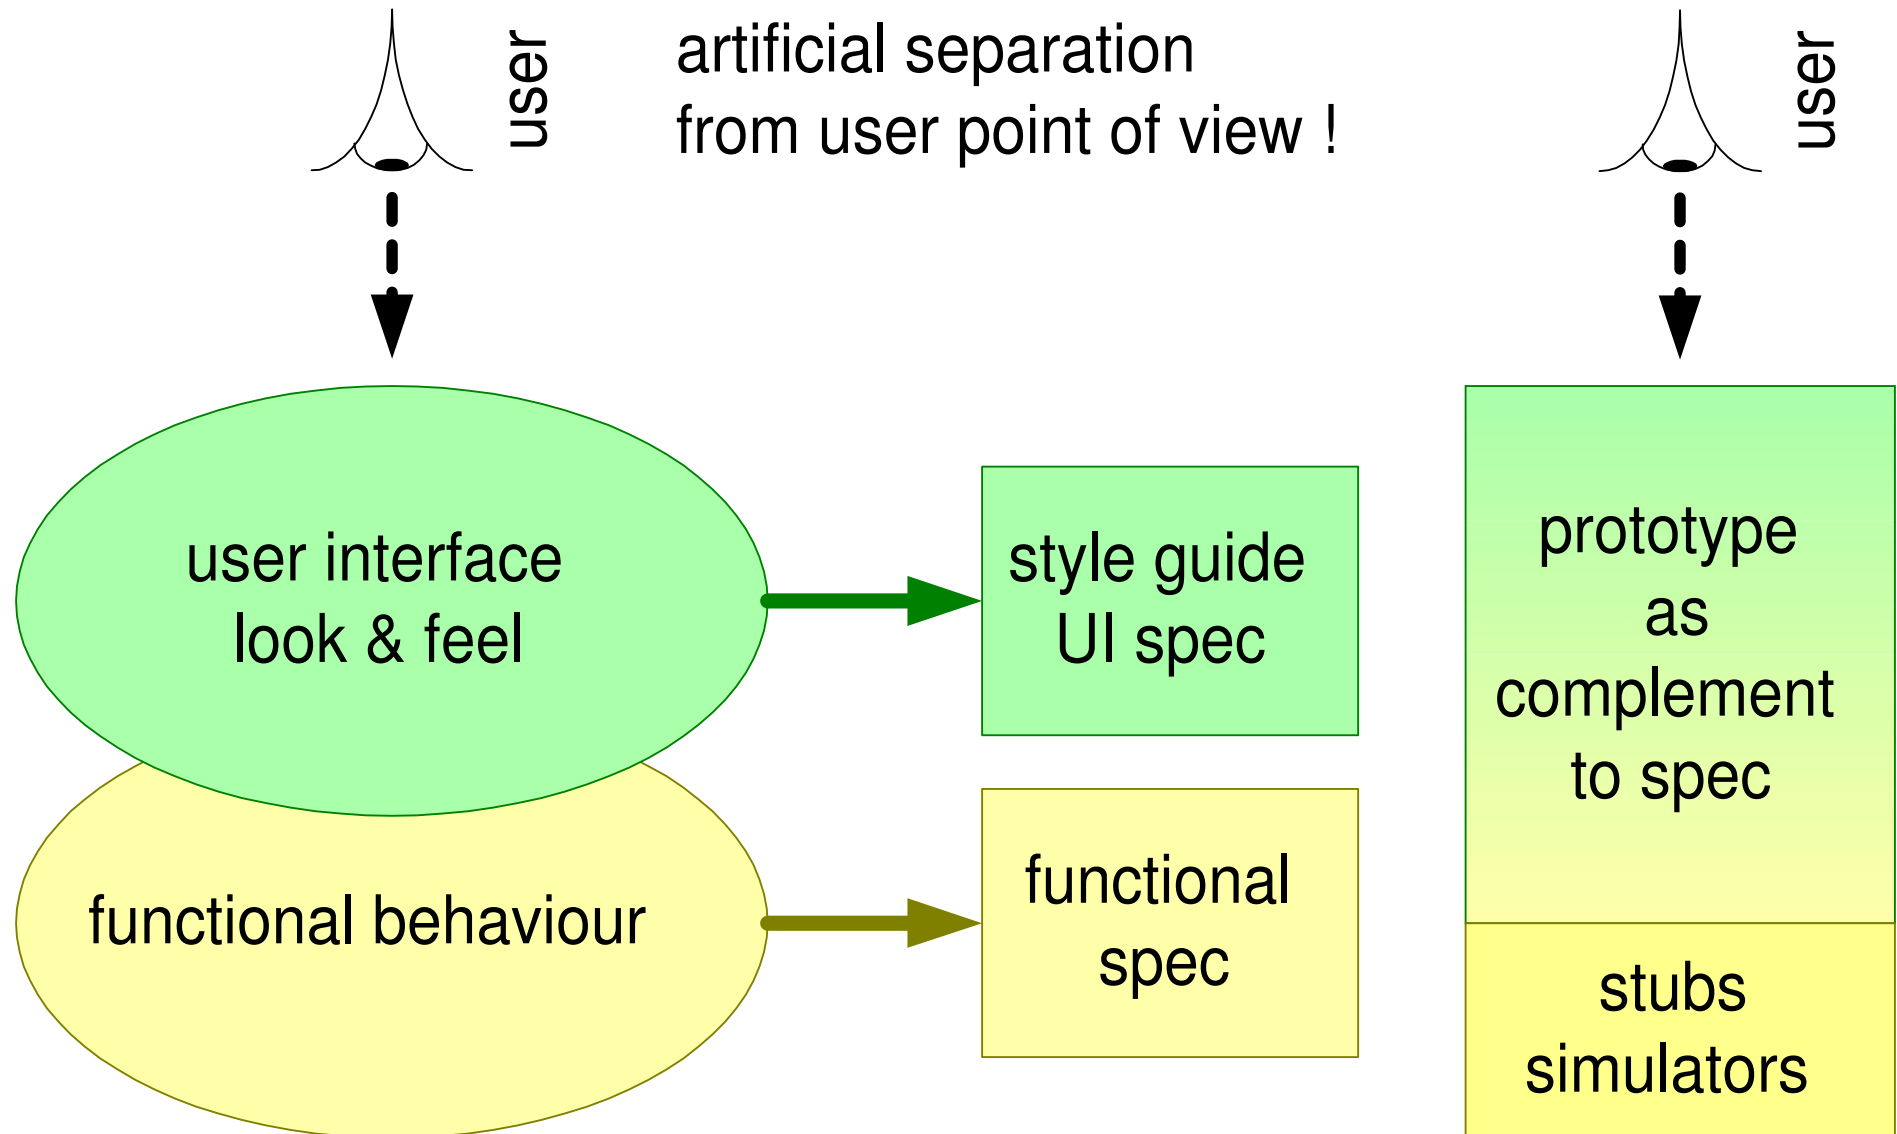 user
artificial separation
from user point of view !
user
user interface
look & feel
style guide
UI spec
prototype
as
complement
to spec
functional behaviour
functional
spec
stubs
simulators